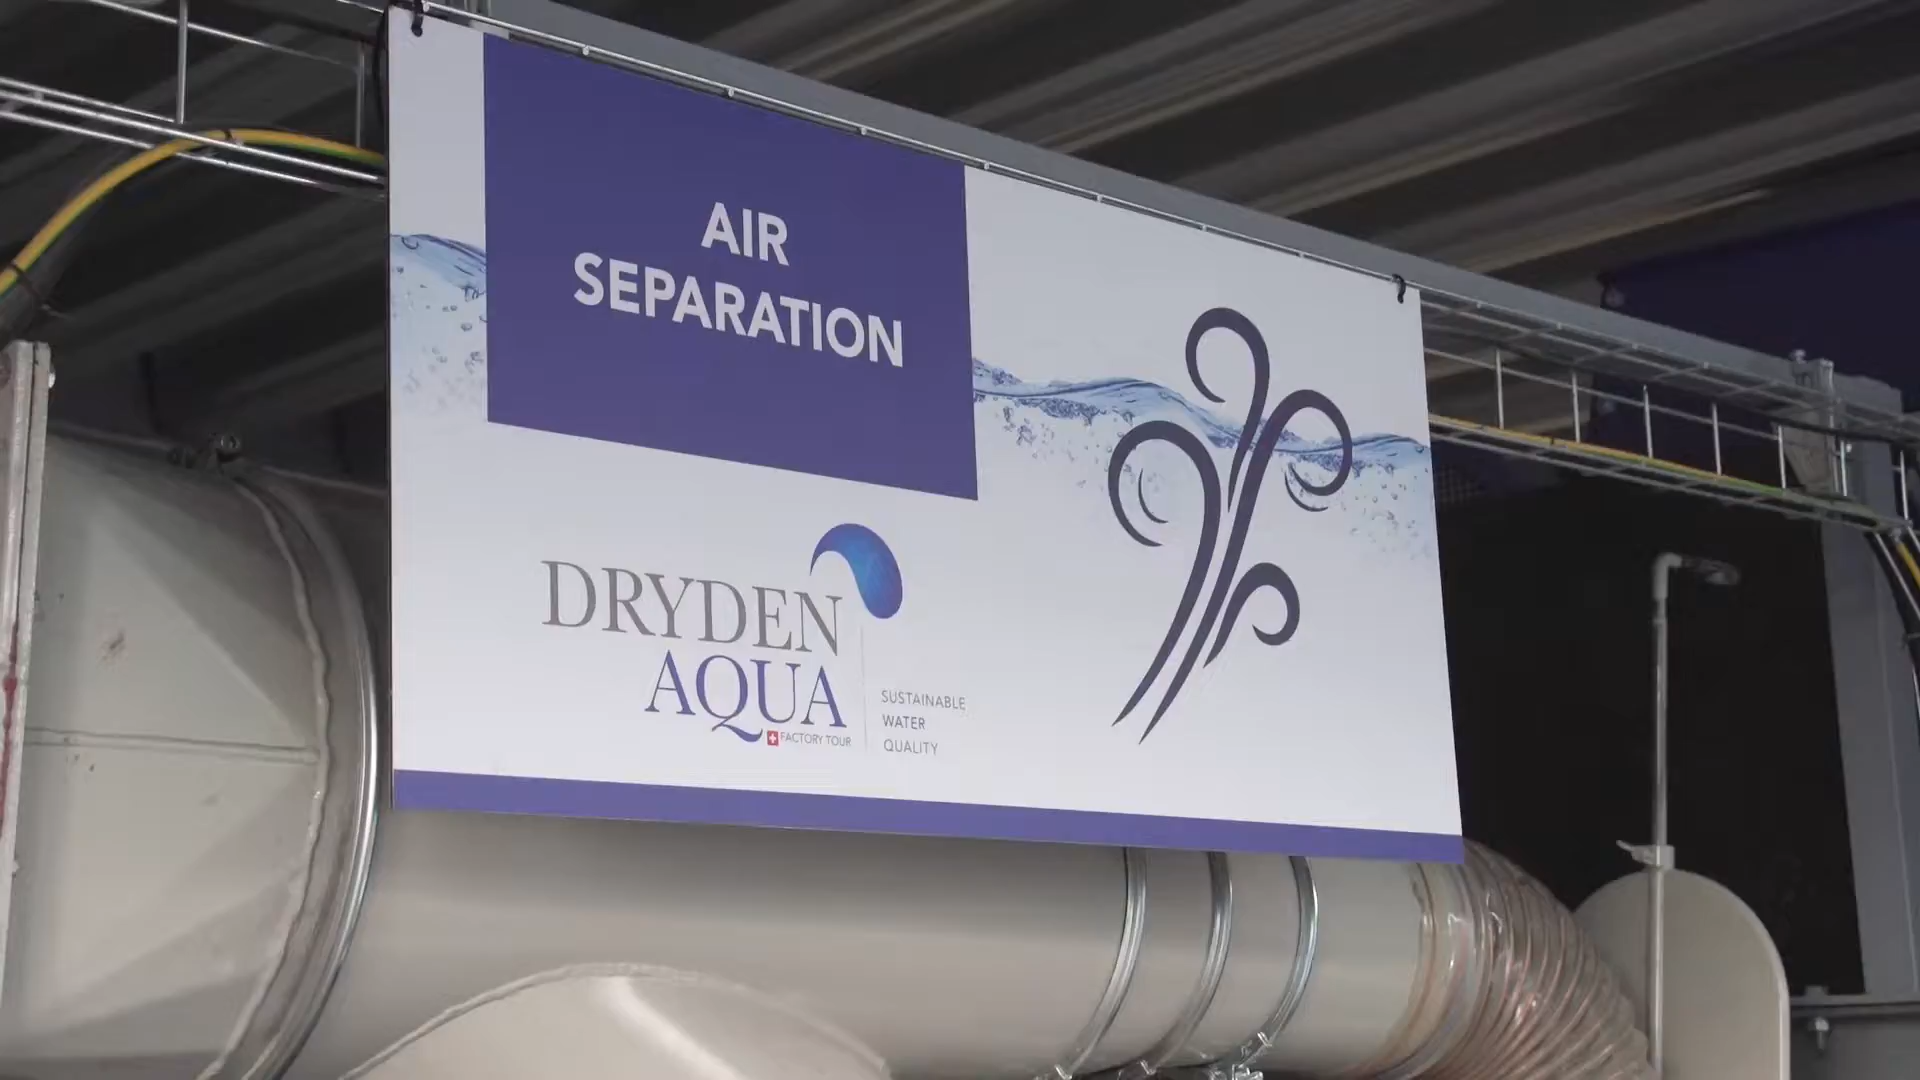 AIR
SEPARATION
DRYDEN
AQUA
FACTORY TOUR
SUSTAINABLE
WATER
QUALITY